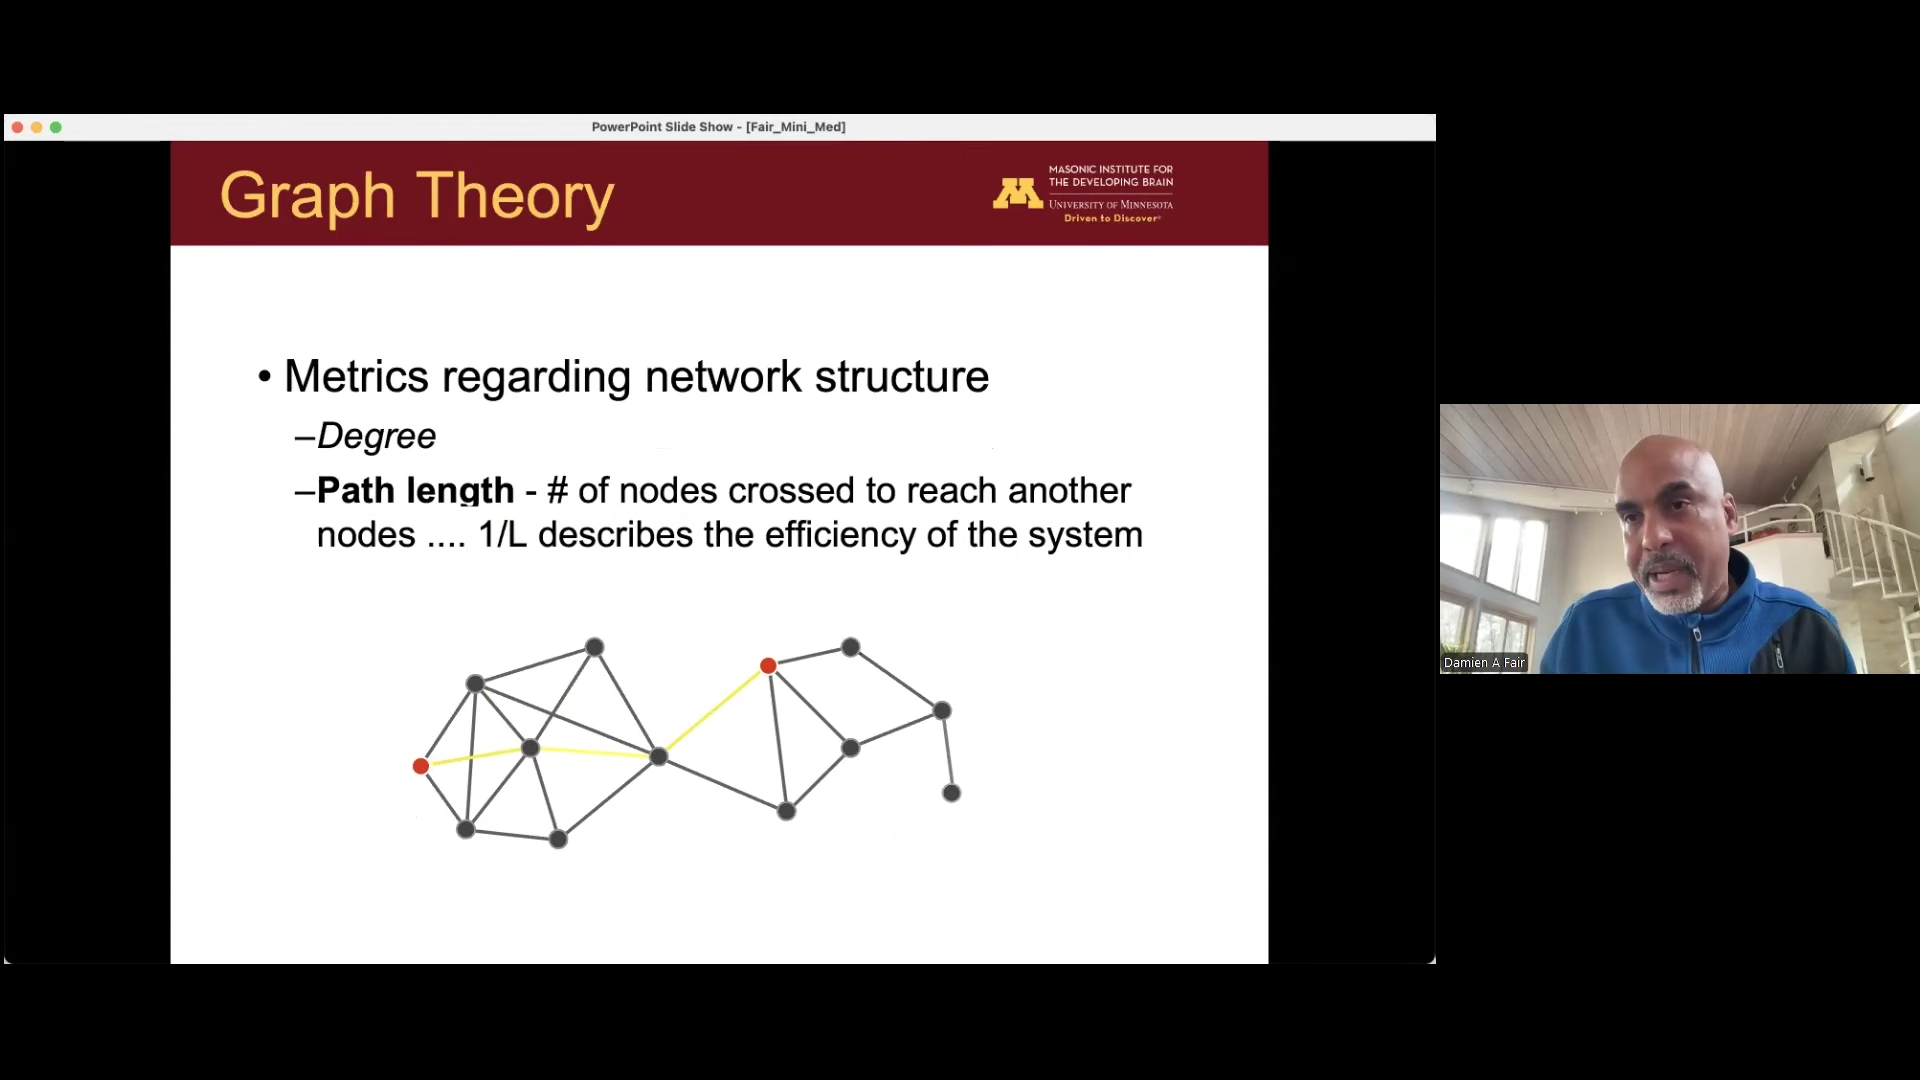 PowerPoint Slide Show - [Fair_Mini_Med]
Graph Theory
MASONIC INSTITUTE FOR
THE DEVELOPING BRAIN
UNIVERSITY OF MINNESOTA
Driven to Discover®
• Metrics regarding network structure
–Degree
–Path length - # of nodes crossed to reach another
nodes .... 1/L describes the efficiency of the system
Damien A Fair